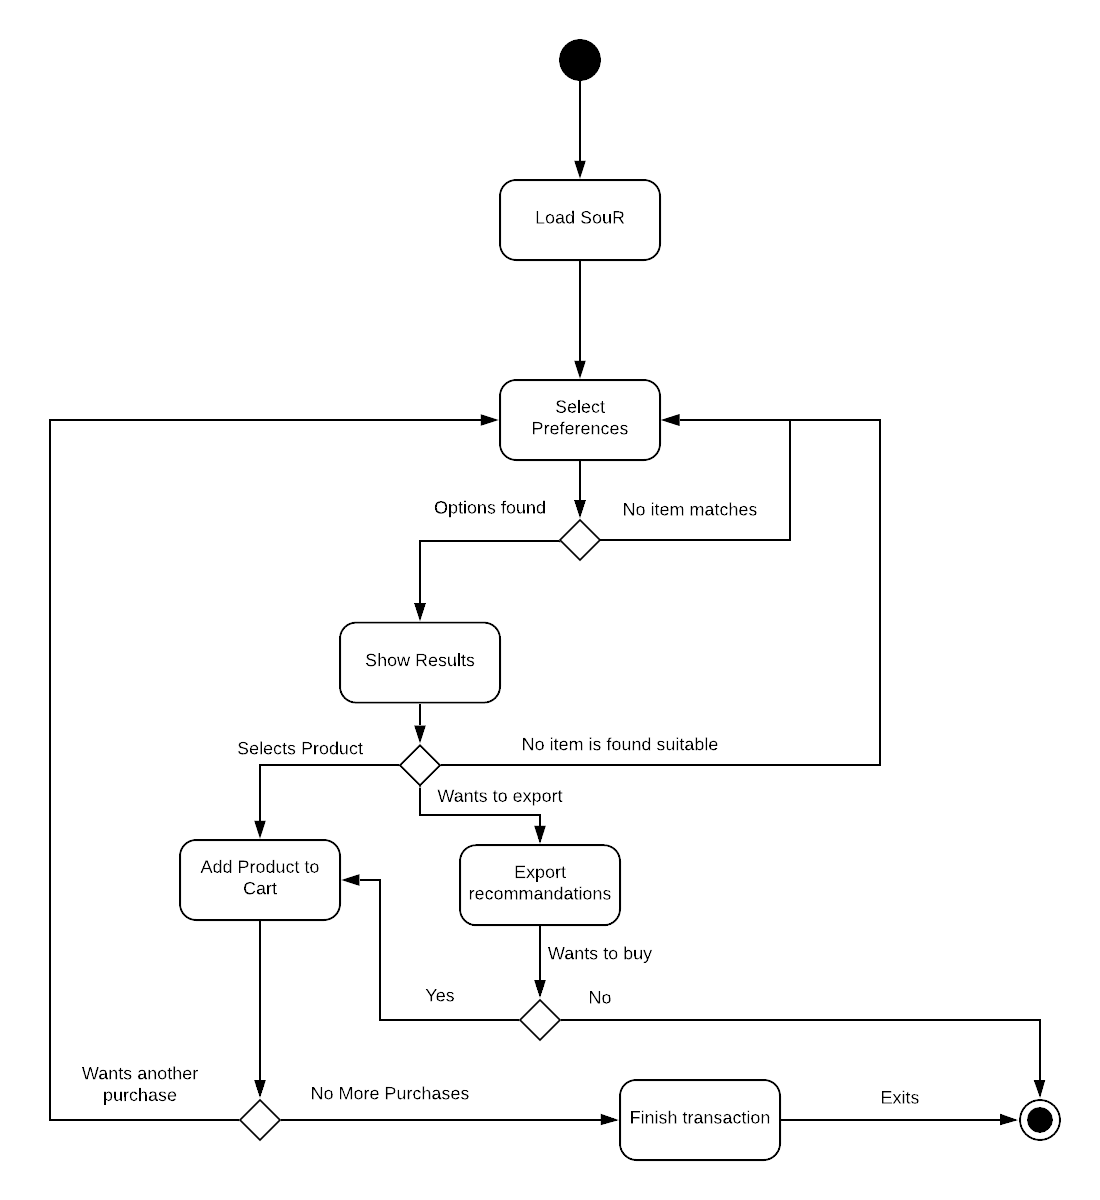 Load SouR
Select
Preferences
Options found
No item matches
Show Results
Selects Product
No item is found suitable
Wants to export
Add Product to
Cart
Export
recommandations
Wants to buy
Yes
No
Wants another
purchase
No More Purchases
Finish transaction
Exits